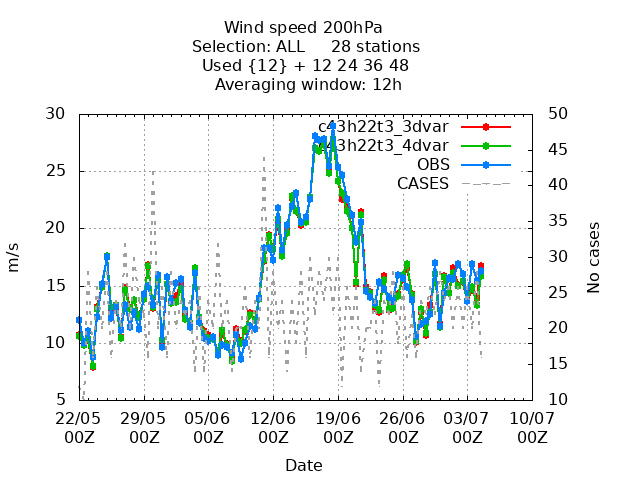 Wind speed 200hPa
Selection: ALL 28 stations
Used {12} + 12 24 36 48
Averaging window: 12h
30 50
c43h22t3_3dvar
45
c43h22t3_4dvar
25 OBS
40
CASES
35
20
m/s
30
No cases
15 25
20
10
15
5 10
22/05 29/05 05/06 12/06 19/06 26/06 03/07 10/07
00Z 00Z 00Z 00Z 00Z 00Z 00Z 00Z
Date